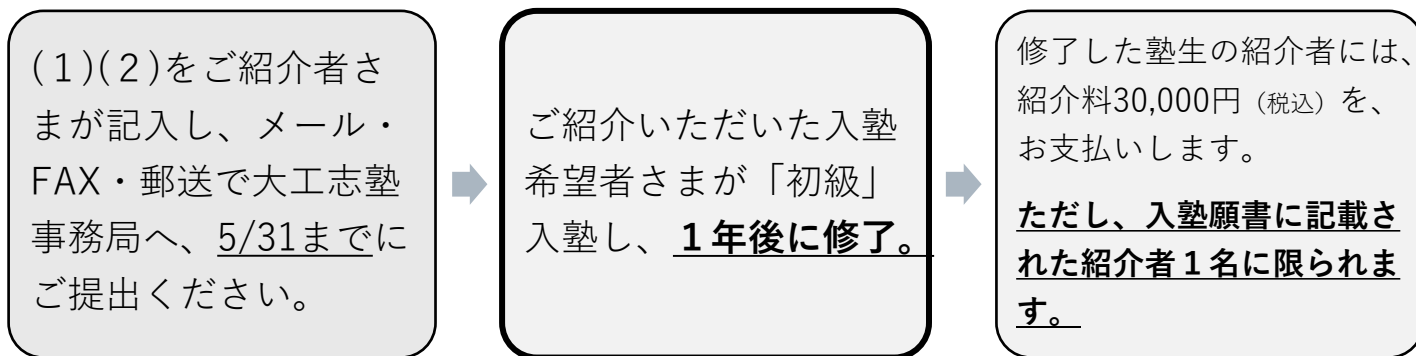 (１)(２)をご紹介者さ
まが記入し、メール・
FAX・郵送で大工志塾
事務局へ、5/31までに
ご提出ください。
ご紹介いただいた入塾
希望者さまが「初級」
入塾し、１年後に修了。
修了した塾生の紹介者には、
紹介料30,000円（税込）を、
お支払いします。
ただし、入塾願書に記載さ
れた紹介者１名に限られま
す。